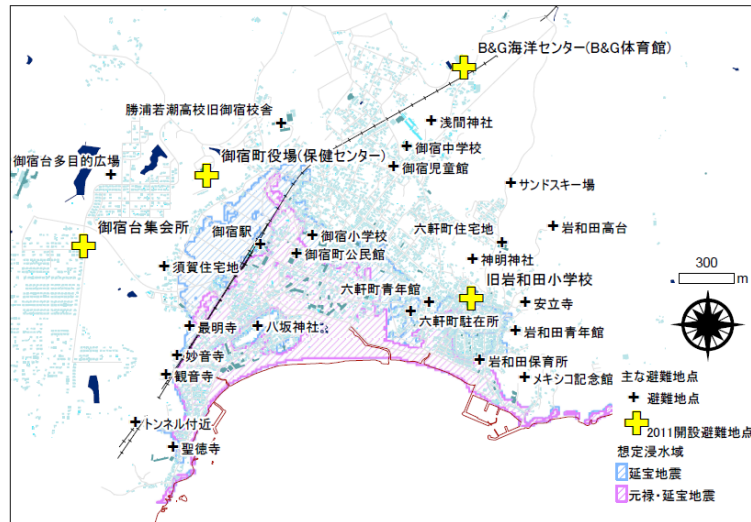 B&G海洋センター(B&G体育館)
勝浦若潮高校旧御宿校舎
浅間神社
御宿中学校
御宿台多目的広場
御宿町役場(保健センター)
御宿児童館
サンドスキー場
御宿台集会所
御宿駅
御宿小学校
六軒町住宅地
岩和田高台
御宿町公民館
神明神社
須賀住宅地
旧岩和田小学校
300
m
六軒町青年館
安立寺
六軒町駐在所
最明寺
八坂神社
岩和田青年館
妙音寺
岩和田保育所
観音寺
メキシコ記念館
主な避難地点
避難地点
トンネル付近
2011開設避難地点
聖徳寺
想定浸水域
延宝地震
元禄・延宝地震